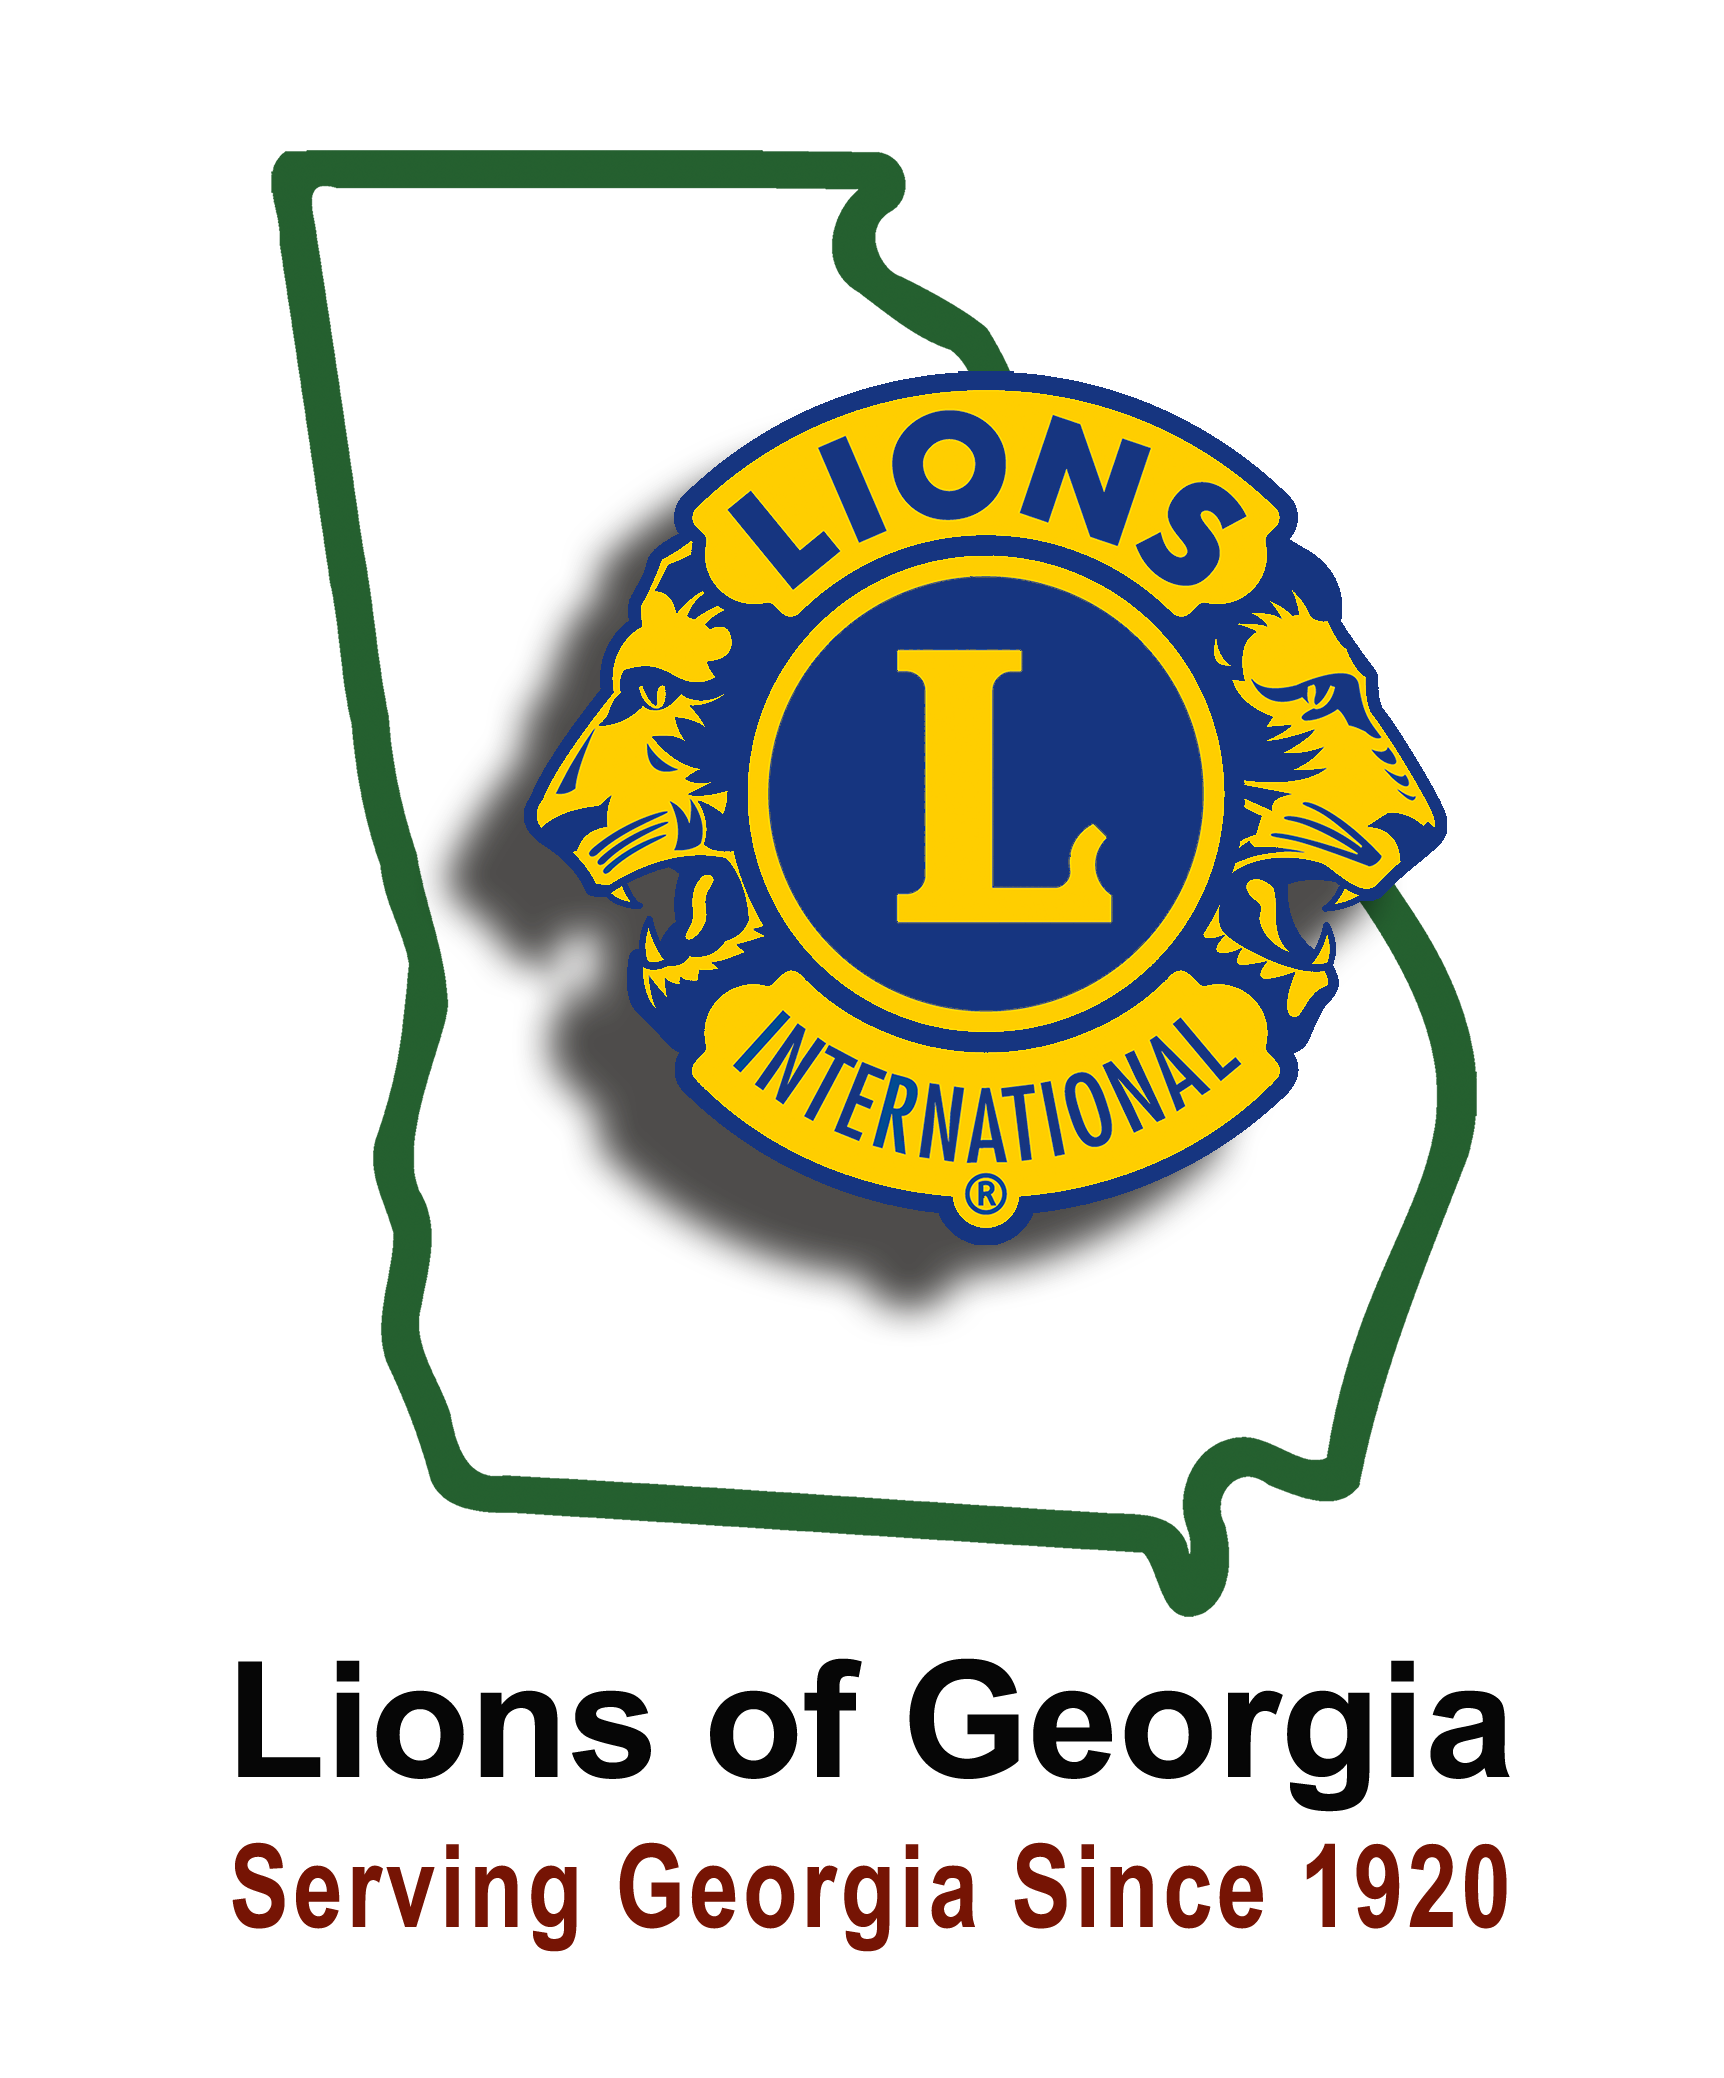 LIONS
L
INTERNATIONAL
®
Lions of Georgia
Serving Georgia Since 1920